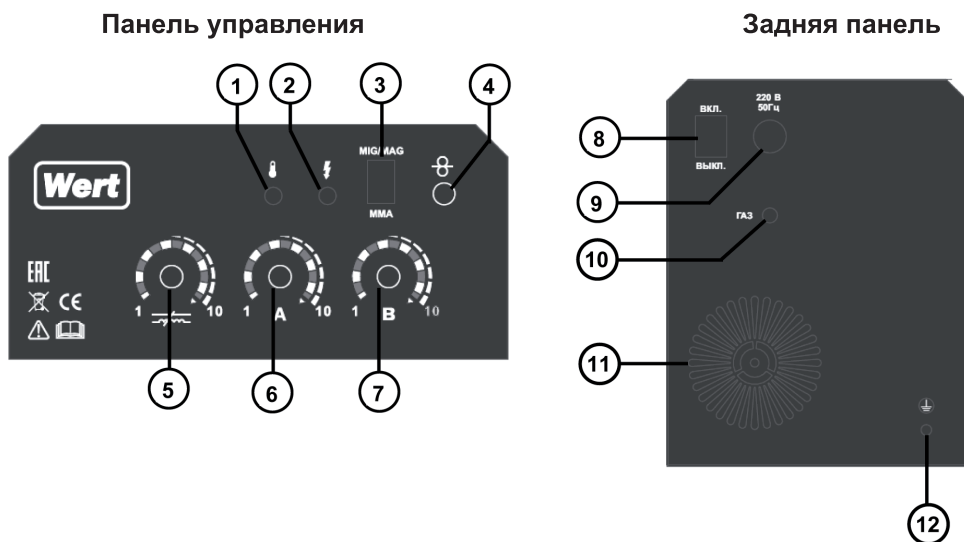 Панель управления
Задняя панель
1
2
3
4
MIG/MAG
MMA
Wert
EAC
CE
1
10
1
A
10
1
B
10
5
6
7
ВКЛ.
220 В
50Гц
ВЫКЛ.
ГАЗ
8
9
10
11
12